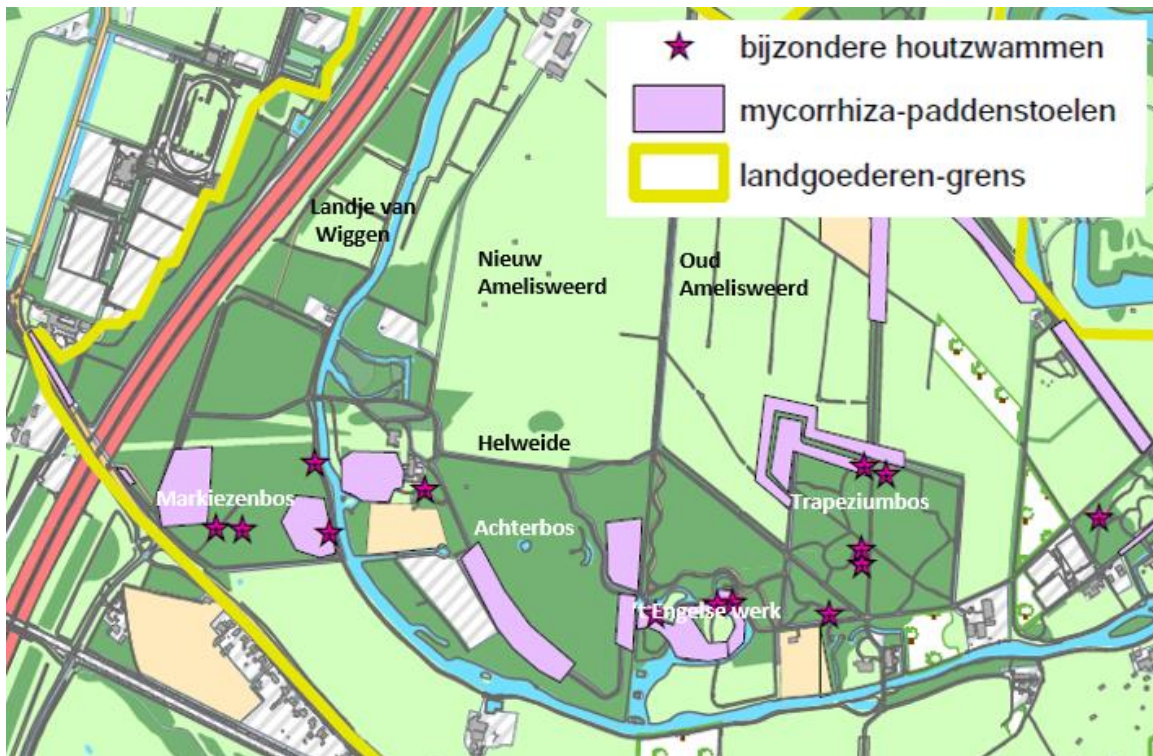 bijzondere houtzwammen
mycorrhiza-paddenstoelen
landgoederen-grens
Landje van
Wiggen
Nieuw
Amelisweerd
Oud
Amelisweerd
Helweide
Markiezenbos
Achterbos
Trapeziumbos
't Engelse werk